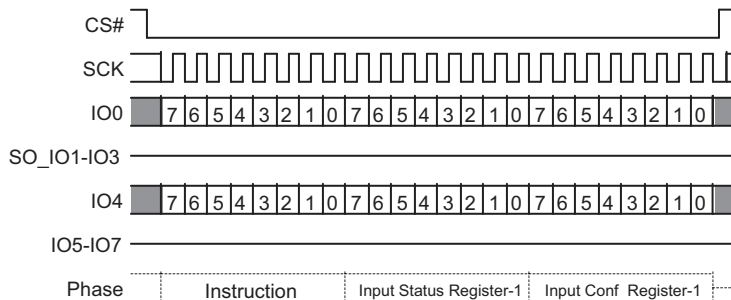 CS#
SCK
IO0 7 6 5 4 3 2 1 0 7 6 5 4 3 2 1 0 7 6 5 4 3 2 1 0
SO_IO1-IO3
IO4 7 6 5 4 3 2 1 0 7 6 5 4 3 2 1 0 7 6 5 4 3 2 1 0
IO5-IO7
Phase Instruction Input Status Register-1 Input Conf Register-1